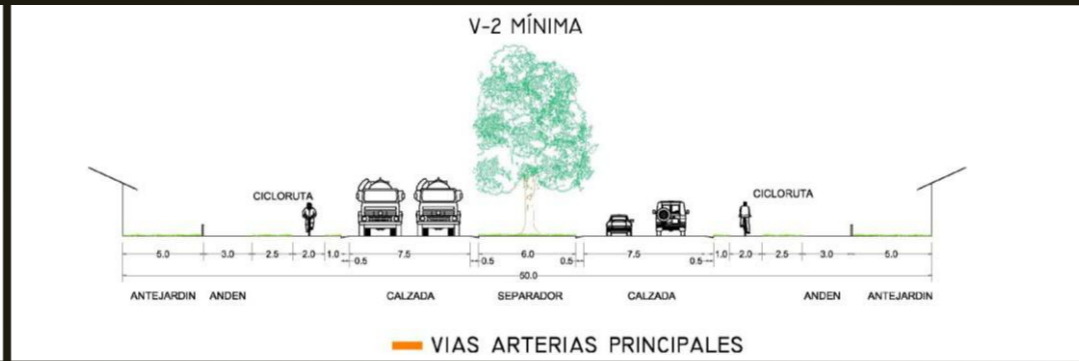 V-2 MÍNIMA
CICLORUTA CICLORUTA
5.0 3.0 2.5 2.0 1.0 0.5 7.5 0.5 6.0 0.5 7.5 0.5 1.0 2.0 2.5 3.0 5.0
50.0
ANTEJARDIN ANDEN CALZADA SEPARADOR CALZADA ANDEN ANTEJARDIN
VIAS ARTERIAS PRINCIPALES